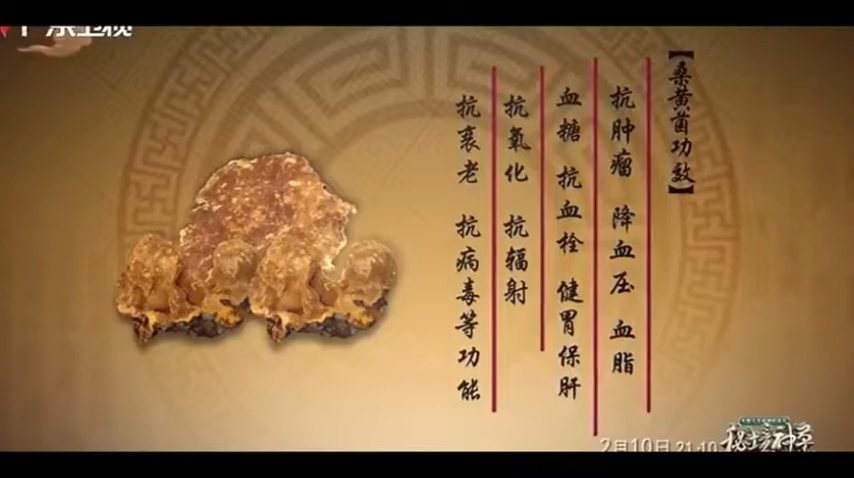 【桑黄菌功效】
抗肿瘤 降血压 血脂
血糖 抗血栓 健胃保肝
抗氧化 抗辐射
抗衰老 抗病毒等功能
2月10日 21:10